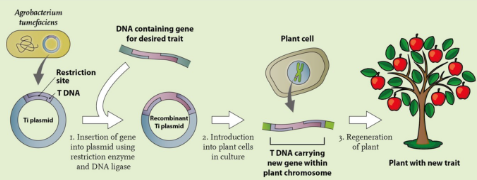 Agrobacterium
tumefaciens
DNA containing gene
for desired trait
Plant cell
Restriction
site
T DNA
Ti plasmid
Recombinant
Ti plasmid
1. Insertion of gene
into plasmid using
restriction enzyme
and DNA ligase
2. Introduction
into plant cells
in culture
T DNA carrying
new gene within
plant chromosome
3. Regeneration
of plant
Plant with new trait